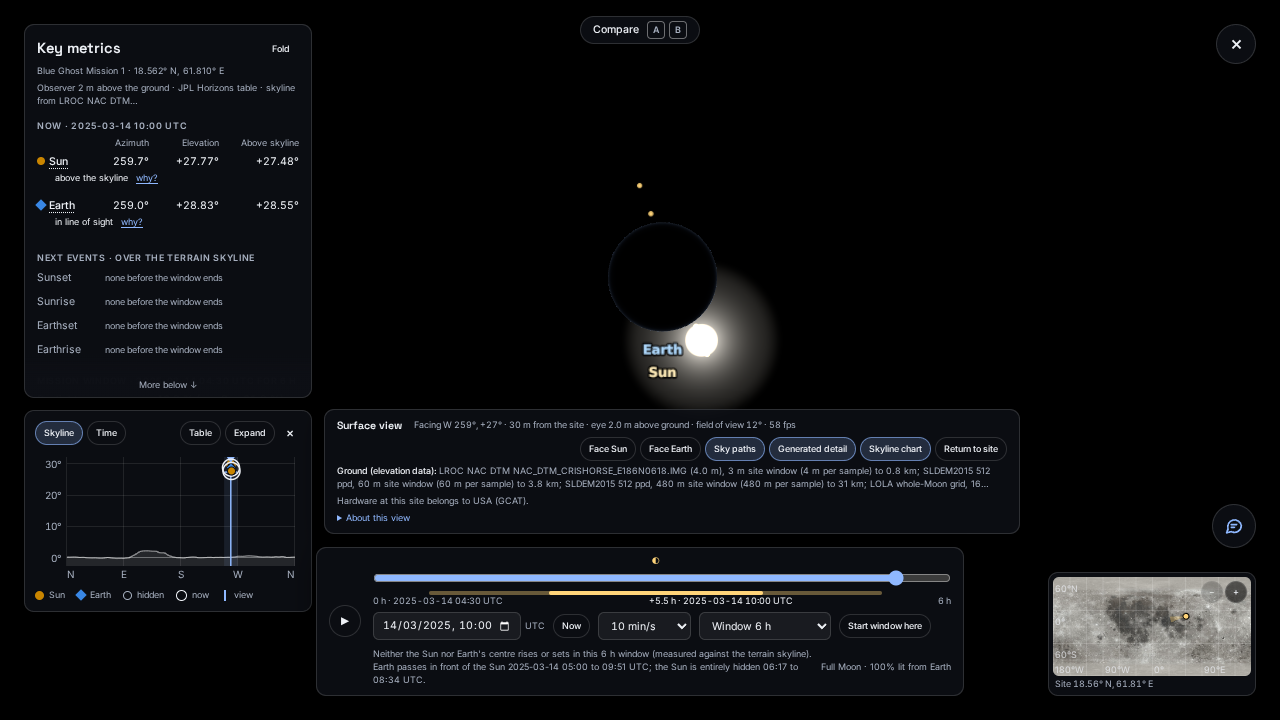 Compare A B
×
Key metrics Fold
Blue Ghost Mission 1 · 18.562° N, 61.810° E
Observer 2 m above the ground · JPL Horizons table · skyline
from LROC NAC DTM...
NOW · 2025-03-14 10:00 UTC
Azimuth Elevation Above skyline
Sun 259.7° +27.77° +27.48°
above the skyline why?
Earth 259.0° +28.83° +28.55°
in line of sight why?
NEXT EVENTS · OVER THE TERRAIN SKYLINE
Sunset none before the window ends
Sunrise none before the window ends
Earthset none before the window ends
Earthrise none before the window ends
More below ↓
Earth
Sun
Skyline Time Table Expand ×
30°
20°
10°
0°
N E S W N
Sun Earth hidden now view
Surface view Facing W 259°, +27° · 30 m from the site · eye 2.0 m above ground · field of view 12° · 58 fps
Face Sun Face Earth Sky paths Generated detail Skyline chart Return to site
Ground (elevation data): LROC NAC DTM NAC_DTM_CRISHORSE_E186N0618.IMG (4.0 m), 3 m site window (4 m per sample) to 0.8 km; SLDEM2015 512
ppd, 60 m site window (60 m per sample) to 3.8 km; SLDEM2015 512 ppd, 480 m site window (480 m per sample) to 31 km; LOLA whole-Moon grid, 16...
Hardware at this site belongs to USA (GCAT).
About this view
0 h · 2025-03-14 04:30 UTC +5.5 h · 2025-03-14 10:00 UTC 6 h
14/03/2025, 10:00 UTC Now 10 min/s Window 6 h Start window here
Neither the Sun nor Earth's centre rises or sets in this 6 h window (measured against the terrain skyline).
Earth passes in front of the Sun 2025-03-14 05:00 to 09:51 UTC; the Sun is entirely hidden 06:17 to
08:34 UTC.
Full Moon · 100% lit from Earth
60°N
0°
60°S
180°W 90°W 0° 90°E
− +
Site 18.56° N, 61.81° E